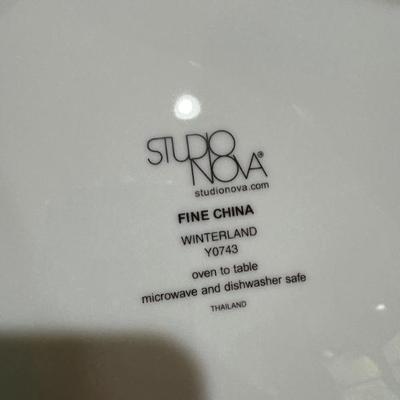 STUDIO
NOVA®
studionova.com
FINE CHINA
WINTERLAND
Y0743
oven to table
microwave and dishwasher safe
THAILAND